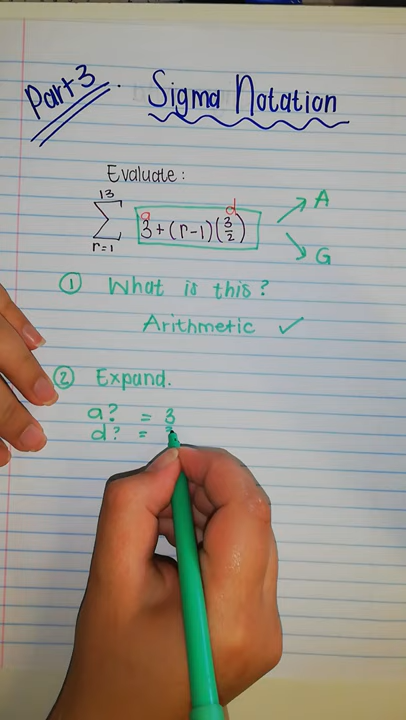 Part 3. Sigma Notation
Evaluate:
13
a d
Σ 3 + (r-1)(3/2)
r=1
A
G
① What is this?
Arithmetic ✓
② Expand.
a? = 3
d? =